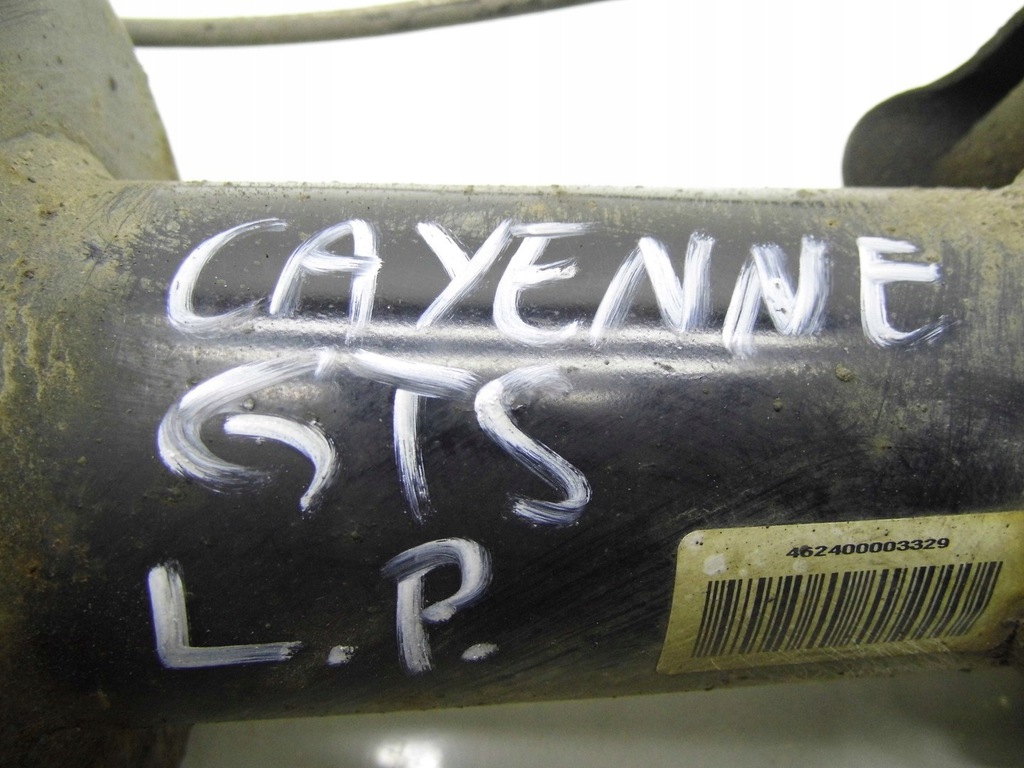 CAYENNE
GTS
L.P.
462400003329